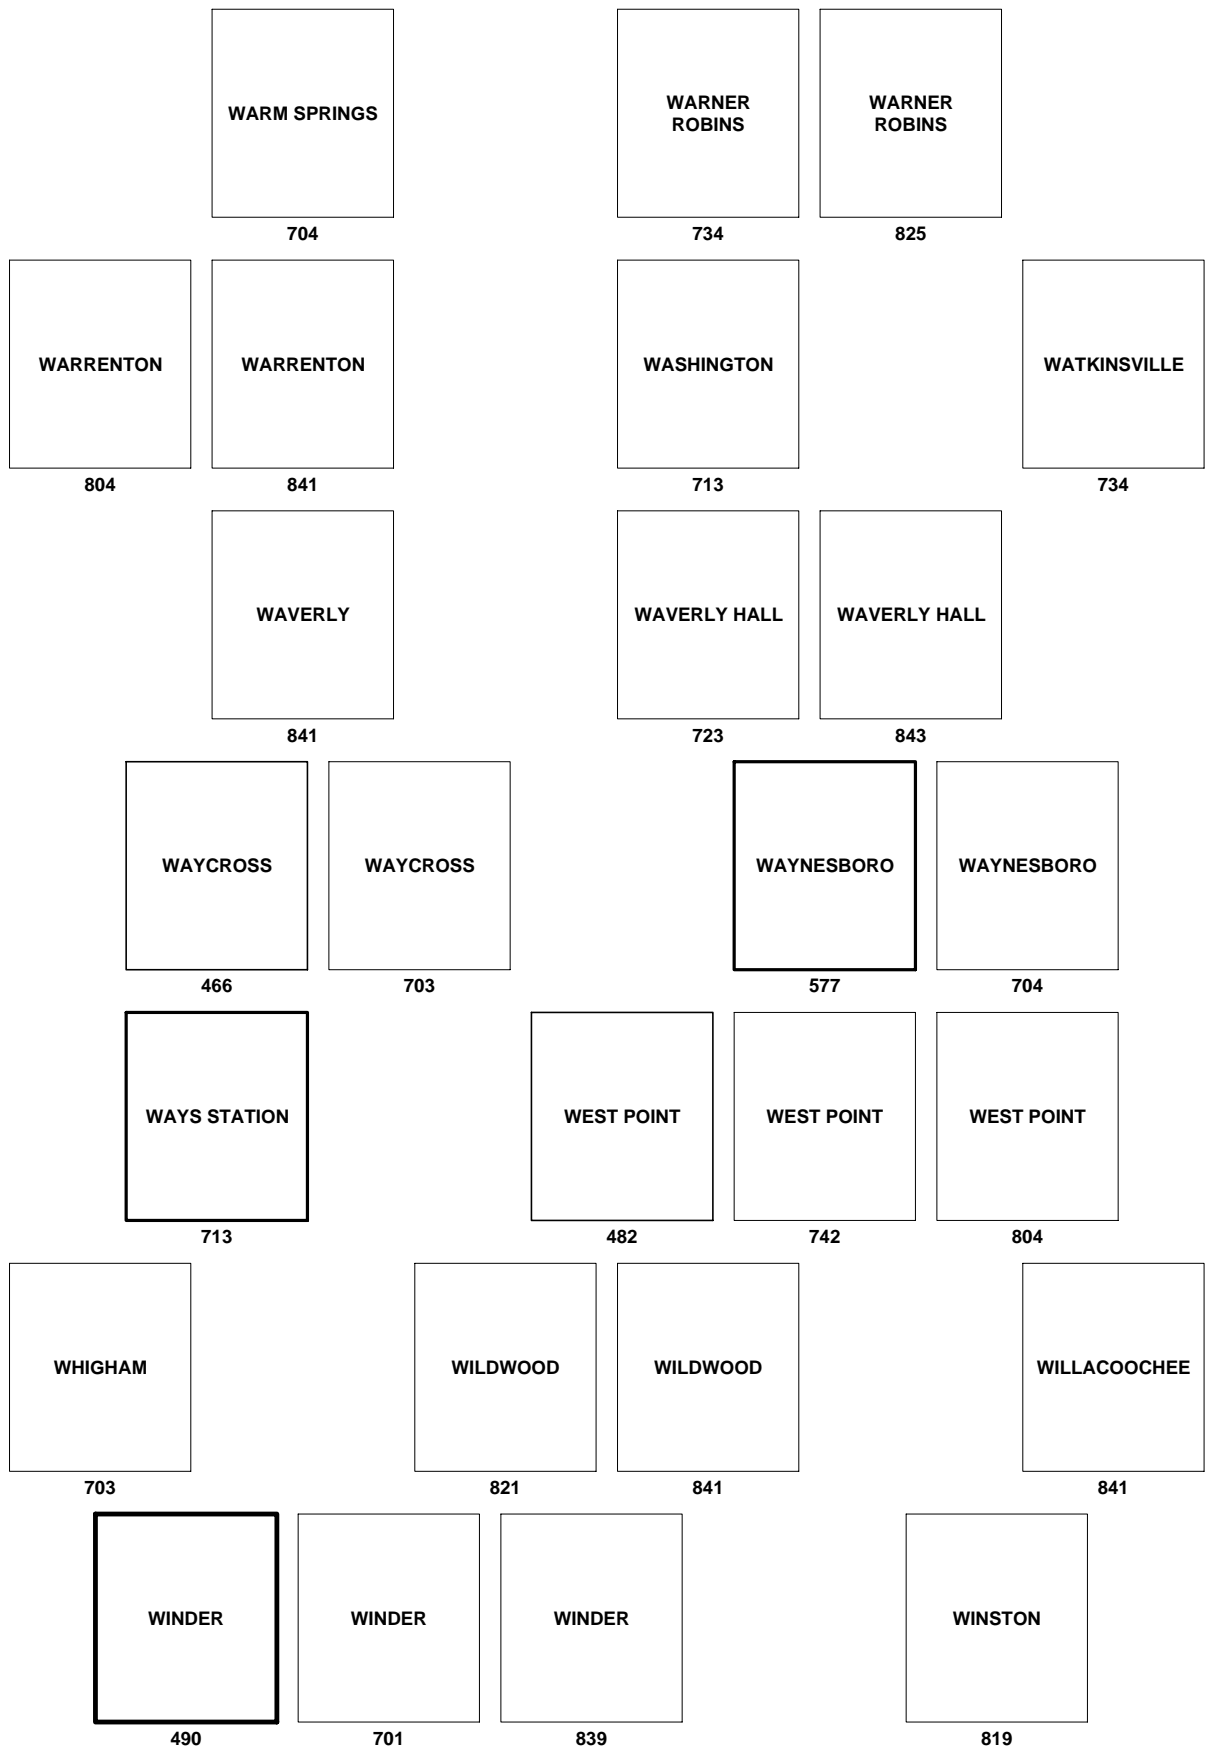 WARM SPRINGS
WARNER
ROBINS
WARNER
ROBINS
704
734
825
WARRENTON
WARRENTON
WASHINGTON
WATKINSVILLE
804
841
713
734
WAVERLY
WAVERLY HALL
WAVERLY HALL
841
723
843
WAYCROSS
WAYCROSS
WAYNESBORO
WAYNESBORO
466
703
577
704
WAYS STATION
WEST POINT
WEST POINT
WEST POINT
713
482
742
804
WHIGHAM
WILDWOOD
WILDWOOD
WILLACOOCHEE
703
821
841
841
WINDER
WINDER
WINDER
WINSTON
490
701
839
819